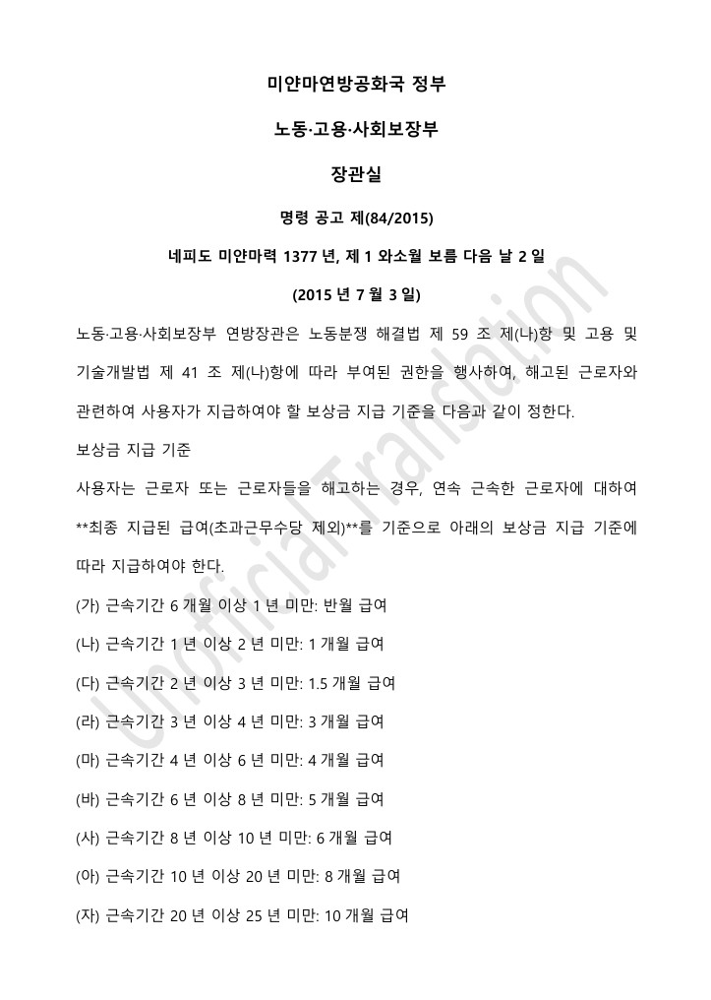 미얀마연방공화국 정부
노동·고용·사회보장부
장관실
명령 공고 제(84/2015)
네피도 미얀마력 1377 년, 제 1 와소월 보름 다음 날 2 일
(2015 년 7 월 3 일)
노동·고용·사회보장부 연방장관은 노동분쟁 해결법 제 59 조 제(나)항 및 고용 및
기술개발법 제 41 조 제(나)항에 따라 부여된 권한을 행사하여, 해고된 근로자와
관련하여 사용자가 지급하여야 할 보상금 지급 기준을 다음과 같이 정한다.
보상금 지급 기준
사용자는 근로자 또는 근로자들을 해고하는 경우, 연속 근속한 근로자에 대하여
**최종 지급된 급여(초과근무수당 제외)**를 기준으로 아래의 보상금 지급 기준에
따라 지급하여야 한다.
(가) 근속기간 6 개월 이상 1 년 미만: 반월 급여
(나) 근속기간 1 년 이상 2 년 미만: 1 개월 급여
(다) 근속기간 2 년 이상 3 년 미만: 1.5 개월 급여
(라) 근속기간 3 년 이상 4 년 미만: 3 개월 급여
(마) 근속기간 4 년 이상 6 년 미만: 4 개월 급여
(바) 근속기간 6 년 이상 8 년 미만: 5 개월 급여
(사) 근속기간 8 년 이상 10 년 미만: 6 개월 급여
(아) 근속기간 10 년 이상 20 년 미만: 8 개월 급여
(자) 근속기간 20 년 이상 25 년 미만: 10 개월 급여
Unofficial Translation